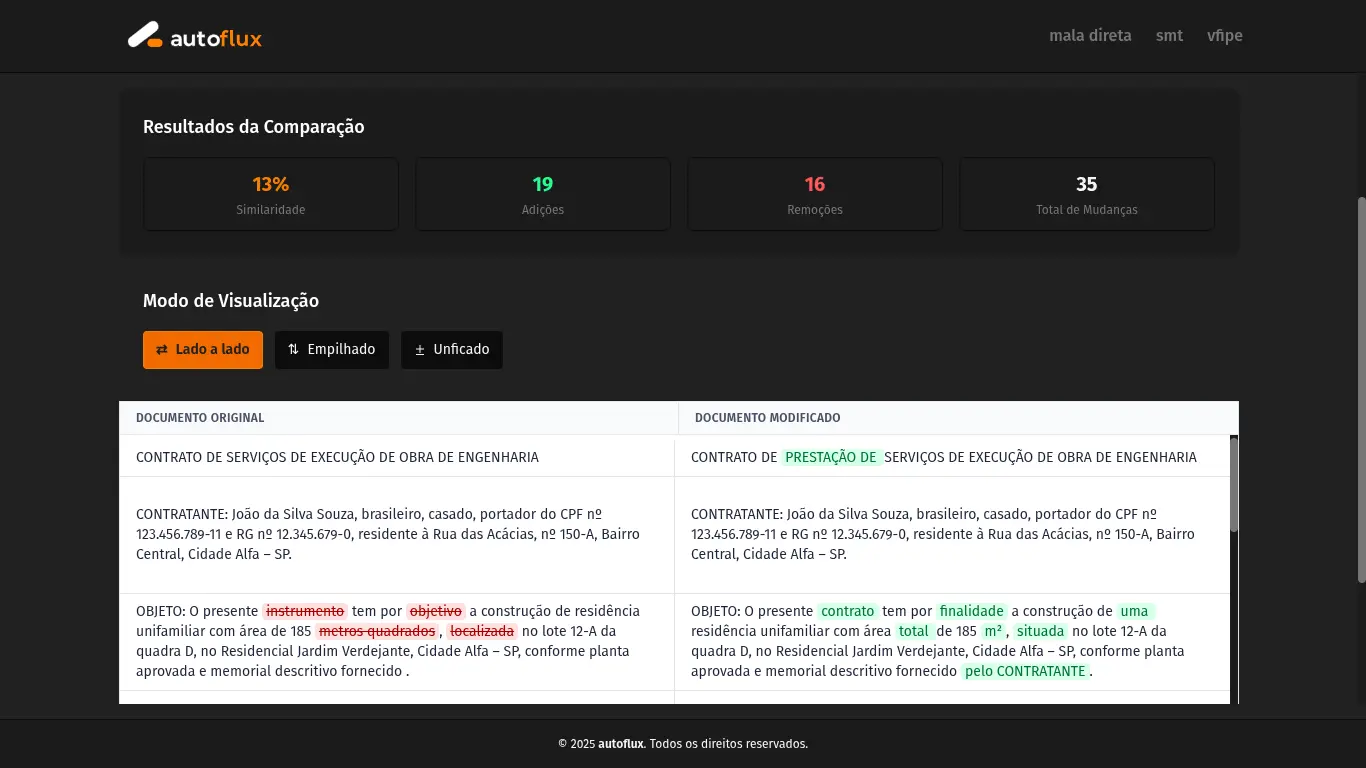 autoflux
mala direta smt vfipe
Resultados da Comparação
13%
Similaridade
19
Adições
16
Remoções
35
Total de Mudanças
Modo de Visualização
⇄ Lado a lado
⇅ Empilhado
± Unficado
DOCUMENTO ORIGINAL
DOCUMENTO MODIFICADO
CONTRATO DE SERVIÇOS DE EXECUÇÃO DE OBRA DE ENGENHARIA
CONTRATO DE PRESTAÇÃO DE SERVIÇOS DE EXECUÇÃO DE OBRA DE ENGENHARIA
CONTRATANTE: João da Silva Souza, brasileiro, casado, portador do CPF nº
123.456.789-11 e RG nº 12.345.679-0, residente à Rua das Acácias, nº 150-A, Bairro
Central, Cidade Alfa – SP.
CONTRATANTE: João da Silva Souza, brasileiro, casado, portador do CPF nº
123.456.789-11 e RG nº 12.345.679-0, residente à Rua das Acácias, nº 150-A, Bairro
Central, Cidade Alfa – SP.
OBJETO: O presente instrumento tem por objetivo a construção de residência
unifamiliar com área de 185 metros quadrados , localizada no lote 12-A da
quadra D, no Residencial Jardim Verdejante, Cidade Alfa – SP, conforme planta
aprovada e memorial descritivo fornecido .
OBJETO: O presente contrato tem por finalidade a construção de uma
residência unifamiliar com área total de 185 m² , situada no lote 12-A da
quadra D, no Residencial Jardim Verdejante, Cidade Alfa – SP, conforme planta
aprovada e memorial descritivo fornecido pelo CONTRATANTE .
© 2025 autoflux. Todos os direitos reservados.